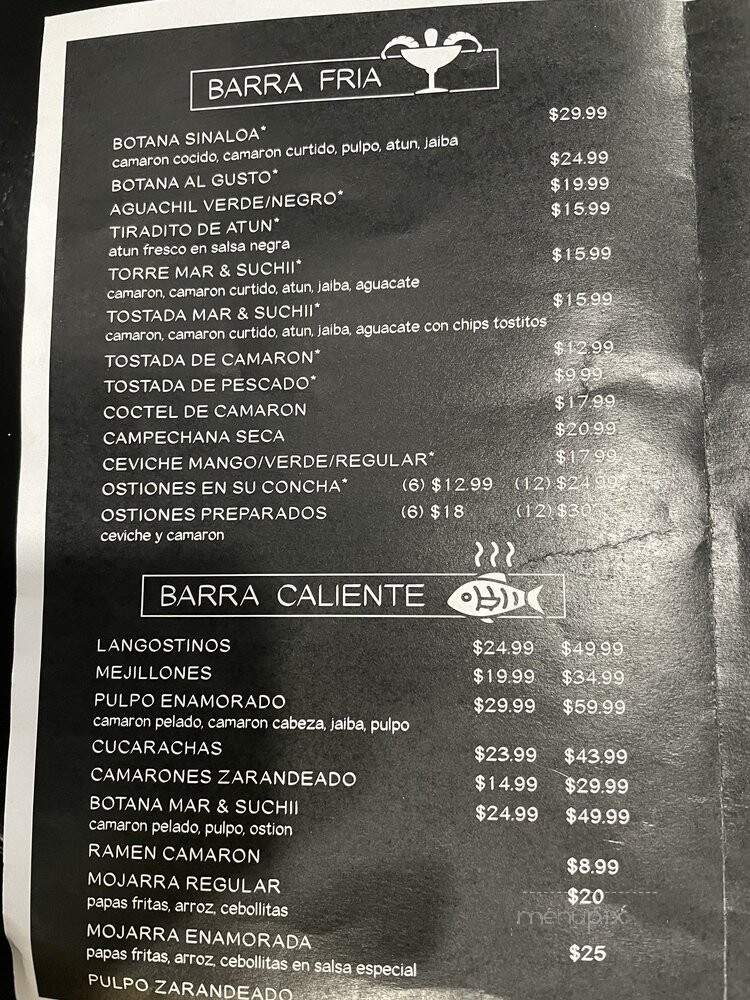 BARRA FRIA
BOTANA SINALOA* $29.99
camaron cocido, camaron curtido, pulpo, atun, jaiba
BOTANA AL GUSTO* $24.99
AGUACHIL VERDE/NEGRO* $19.99
TIRADITO DE ATUN* $15.99
atun fresco en salsa negra
TORRE MAR & SUCHII* $15.99
camaron, camaron curtido, atun, jaiba, aguacate
TOSTADA MAR & SUCHII* $15.99
camaron, camaron curtido, atun, jaiba, aguacate con chips tostitos
TOSTADA DE CAMARON* $12.99
TOSTADA DE PESCADO* $9.99
COCTEL DE CAMARON $17.99
CAMPECHANA SECA $20.99
CEVICHE MANGO/VERDE/REGULAR* $17.99
OSTIONES EN SU CONCHA* (6) $12.99 (12) $24.99
OSTIONES PREPARADOS (6) $18 (12) $30
ceviche y camaron
BARRA CALIENTE
LANGOSTINOS $24.99 $49.99
MEJILLONES $19.99 $34.99
PULPO ENAMORADO $29.99 $59.99
camaron pelado, camaron cabeza, jaiba, pulpo
CUCARACHAS $23.99 $43.99
CAMARONES ZARANDEADO $14.99 $29.99
BOTANA MAR & SUCHII $24.99 $49.99
camaron pelado, pulpo, ostion
RAMEN CAMARON $8.99
MOJARRA REGULAR $20
papas fritas, arroz, cebollitas
menupix
MOJARRA ENAMORADA $25
papas fritas, arroz, cebollitas en salsa especial
PULPO ZARANDEADO